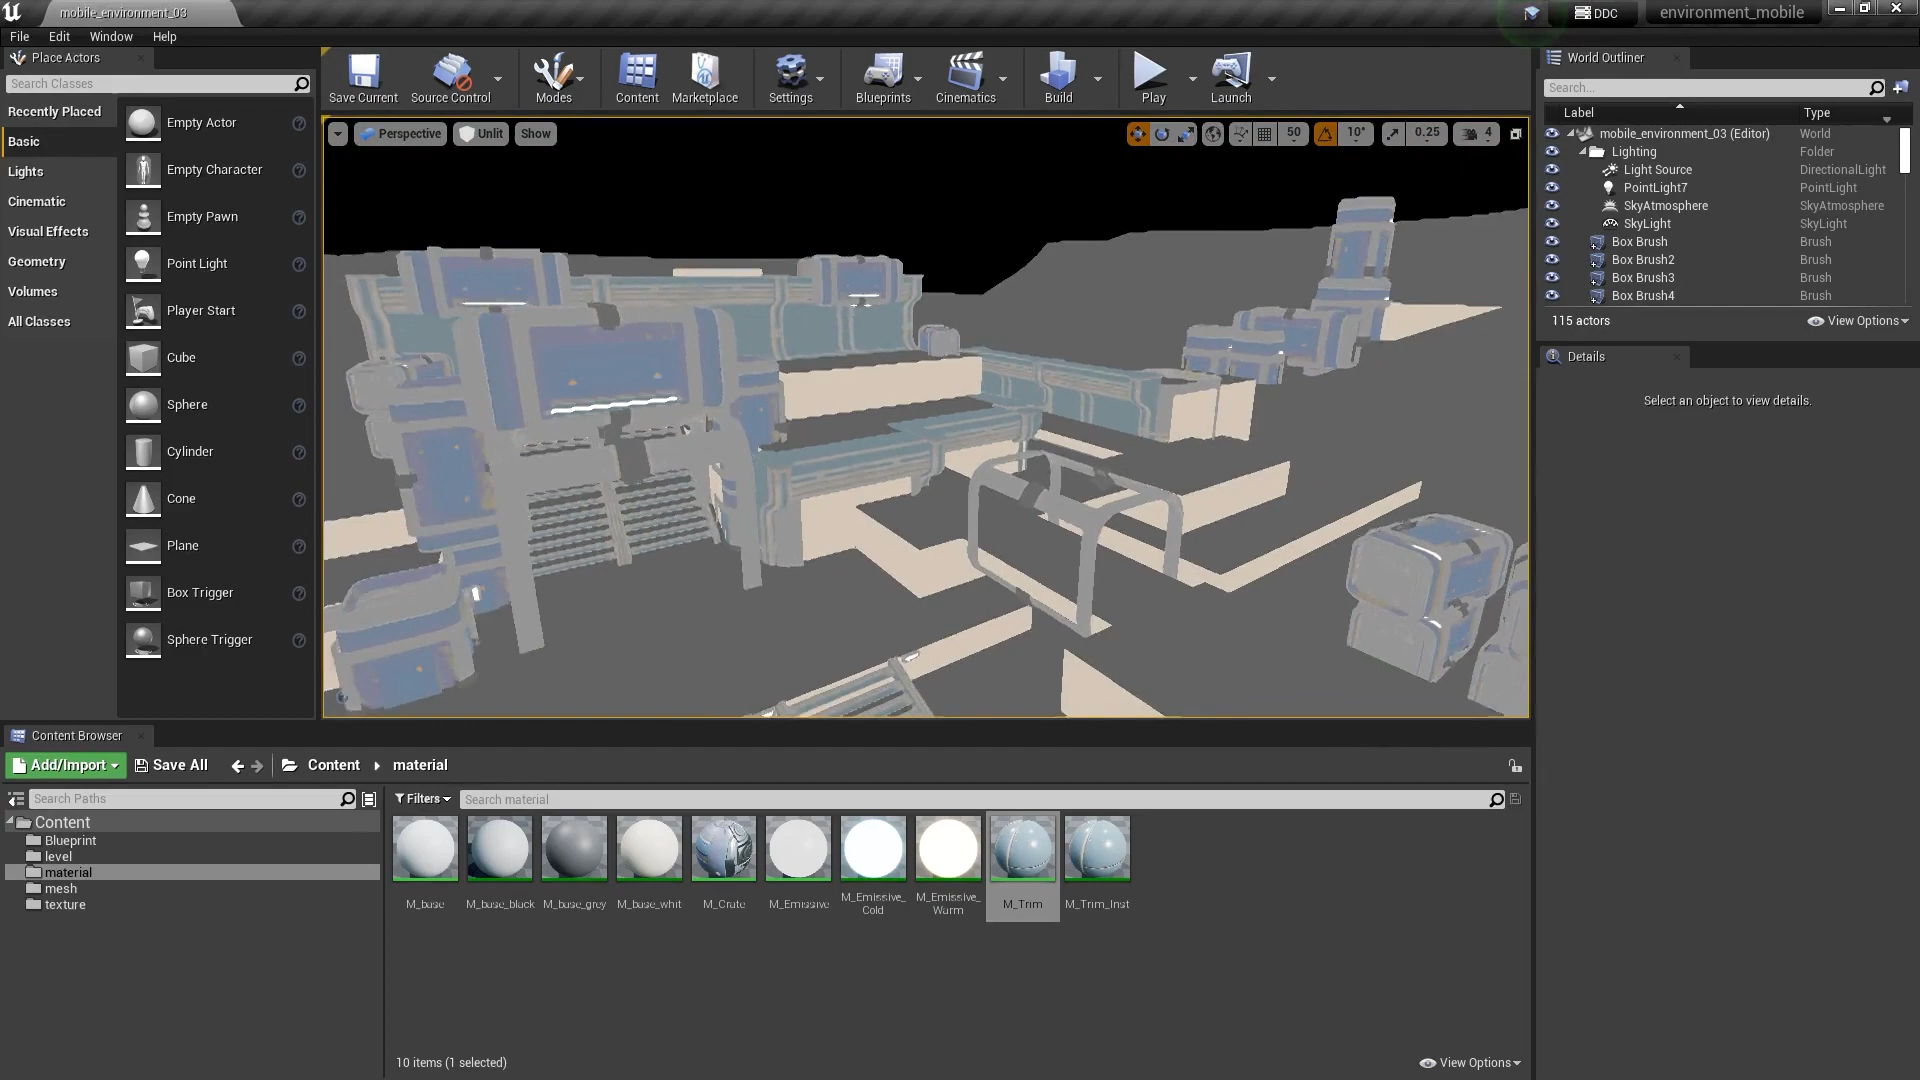 mobile_environment_03
DDC
environment_mobile
File
Edit
Window
Help
Place Actors
Search Classes
Recently Placed
Basic
Lights
Cinematic
Visual Effects
Geometry
Volumes
All Classes
Empty Actor
Empty Character
Empty Pawn
Point Light
Player Start
Cube
Sphere
Cylinder
Cone
Plane
Box Trigger
Sphere Trigger
Save Current
Source Control
Modes
Content
Marketplace
Settings
Blueprints
Cinematics
Build
Play
Launch
Perspective
Unlit
Show
50
10°
0.25
4
World Outliner
Search...
Label
Type
mobile_environment_03 (Editor)
World
Lighting
Folder
Light Source
DirectionalLight
PointLight7
PointLight
SkyAtmosphere
SkyAtmosphere
SkyLight
SkyLight
Box Brush
Brush
Box Brush2
Brush
Box Brush3
Brush
Box Brush4
Brush
115 actors
View Options
Details
Select an object to view details.
Content Browser
Add/Import
Save All
Content
material
Search Paths
Content
Blueprint
level
material
mesh
texture
Filters
Search material
M_base
M_base_black
M_base_grey
M_base_whit
M_Crate
M_Emissive
M_Emissive_
Cold
M_Emissive_
Warm
M_Trim
M_Trim_Inst
10 items (1 selected)
View Options